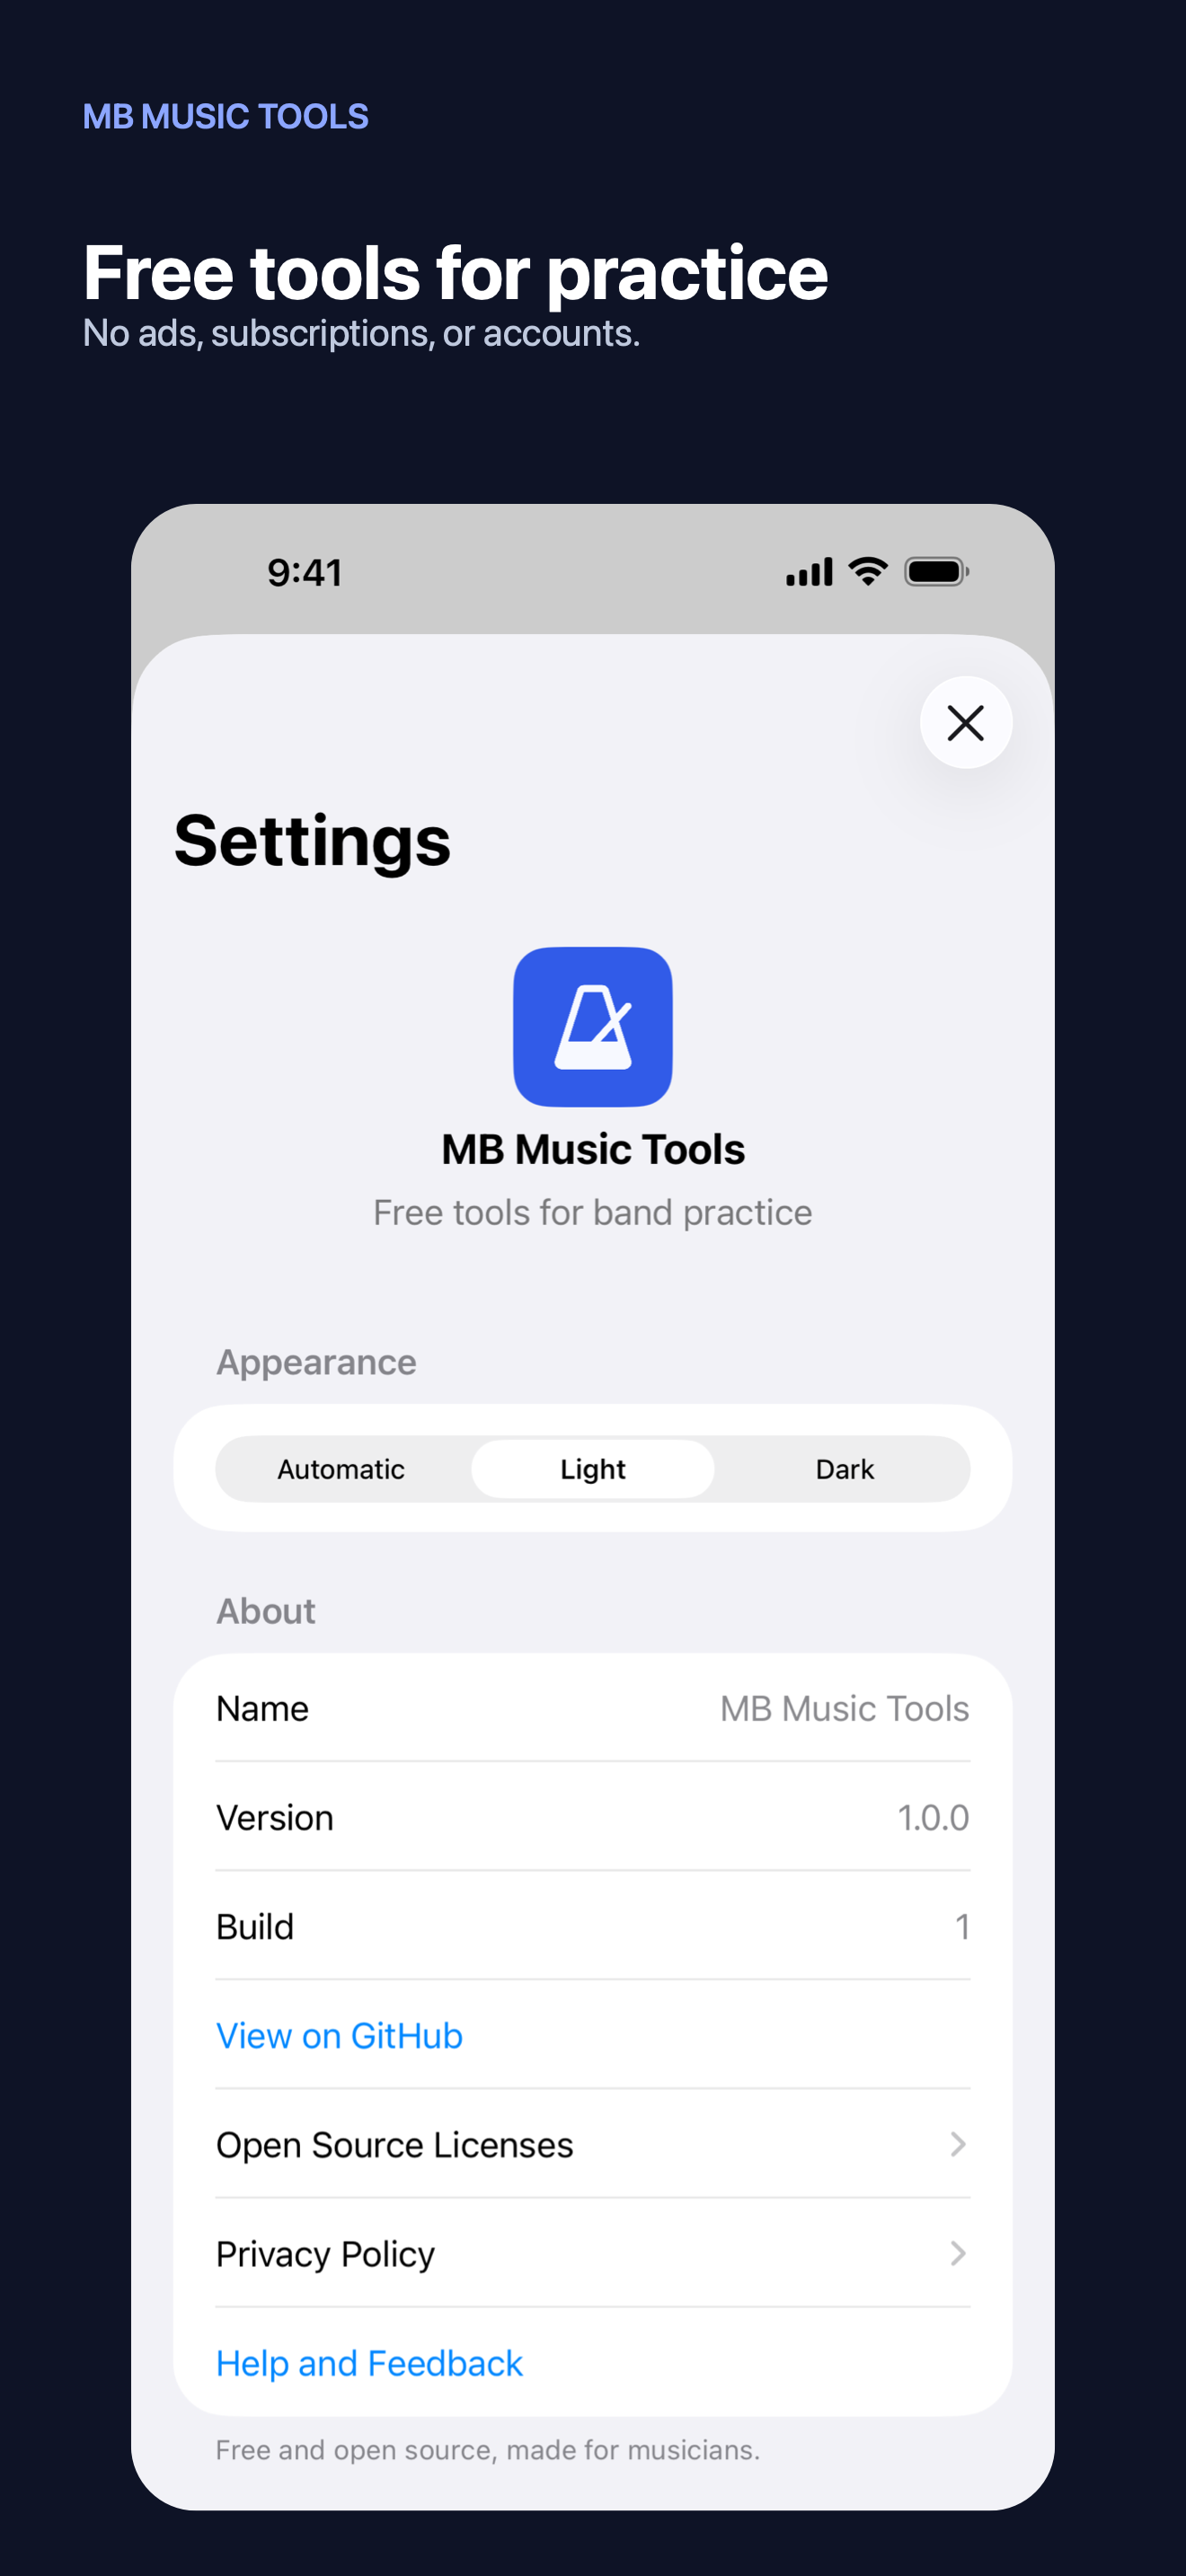 MB MUSIC TOOLS
Free tools for practice
No ads, subscriptions, or accounts.
9:41
Settings
MB Music Tools
Free tools for band practice
Appearance
Automatic Light Dark
About
Name MB Music Tools
Version 1.0.0
Build 1
View on GitHub
Open Source Licenses
Privacy Policy
Help and Feedback
Free and open source, made for musicians.